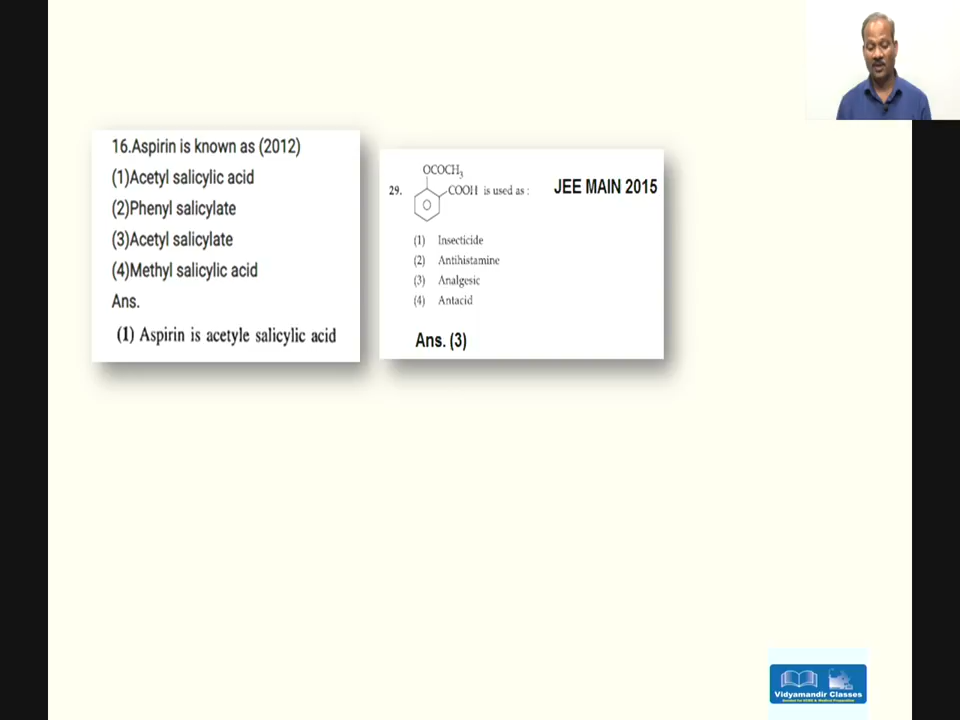 16.Aspirin is known as (2012)
(1)Acetyl salicylic acid
(2)Phenyl salicylate
(3)Acetyl salicylate
(4)Methyl salicylic acid
Ans.
(1) Aspirin is acetyle salicylic acid
OCOCH3
29. COOH is used as : JEE MAIN 2015
(1) Insecticide
(2) Antihistamine
(3) Analgesic
(4) Antacid
Ans. (3)
Vidyamandir Classes